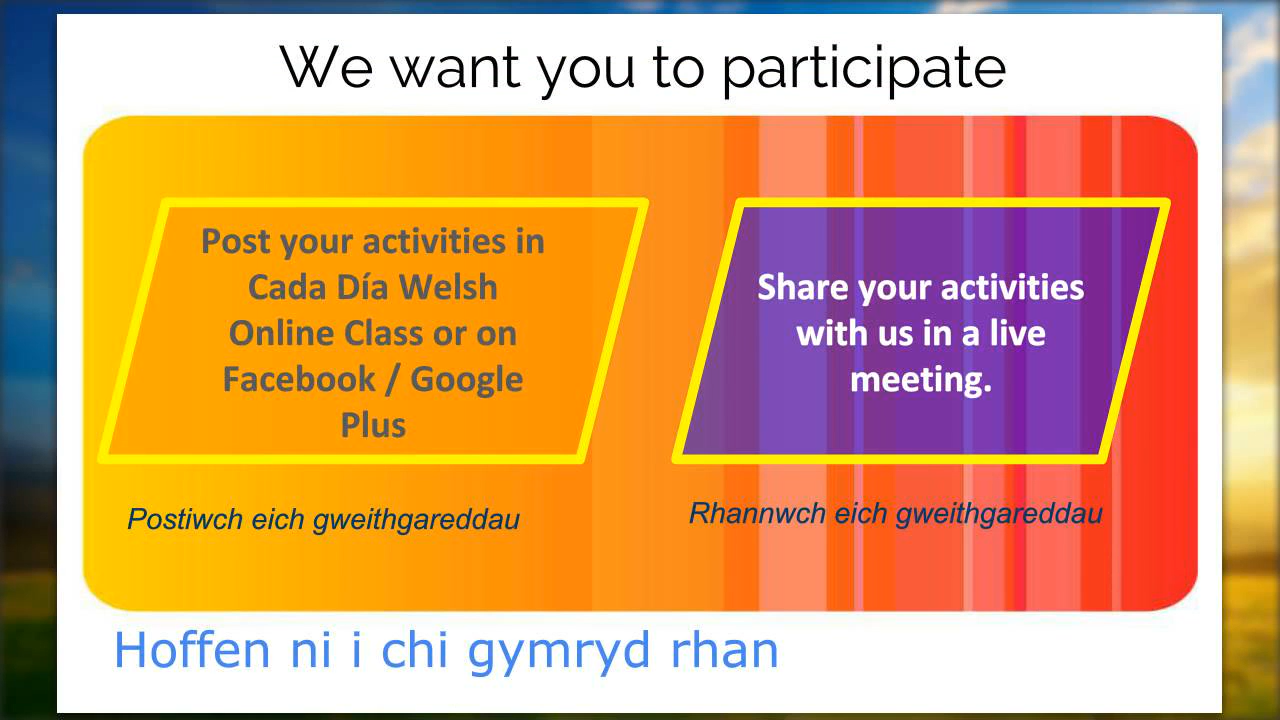 We want you to participate
Post your activities in
Cada Día Welsh
Online Class or on
Facebook / Google
Plus
Share your activities
with us in a live
meeting.
Postiwch eich gweithgareddau
Rhannwch eich gweithgareddau
Hoffen ni i chi gymryd rhan